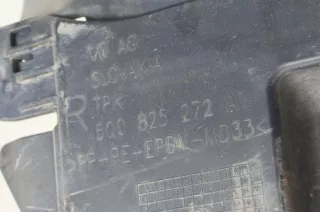 VW AG
SLOVAKIA
R TPK
5Q0 825 272
>PP-PE-EPDM-MD33<